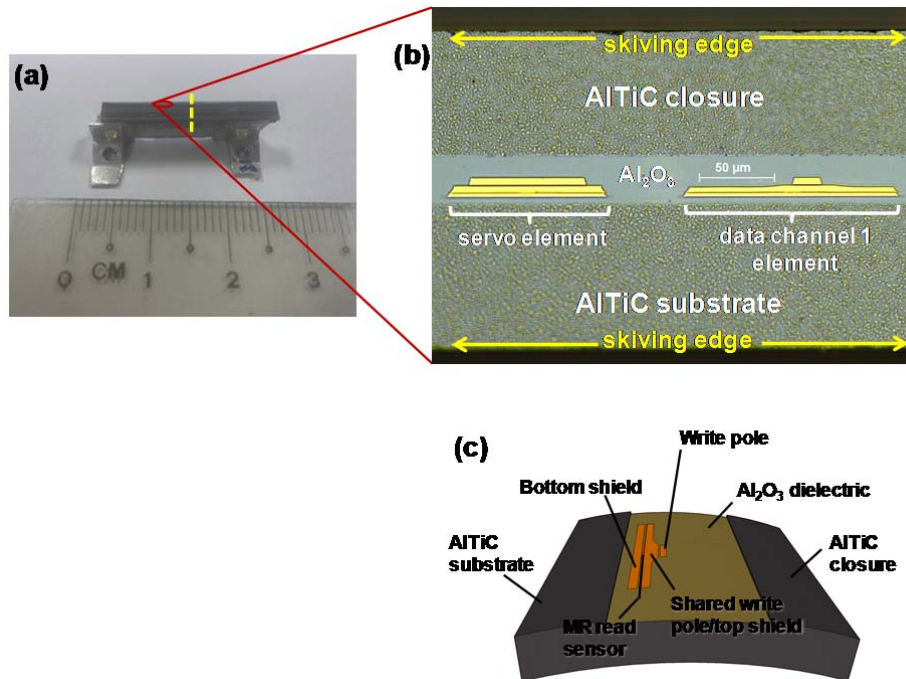 (a)
0 CM 1 2 3
(b)
skiving edge
AlTiC closure
Al₂O₃
50 µm
servo element
data channel 1
element
AlTiC substrate
skiving edge
(c)
Write pole
Bottom shield
Al₂O₃ dielectric
AlTiC
substrate
AlTiC
closure
MR read
sensor
Shared write
pole/top shield